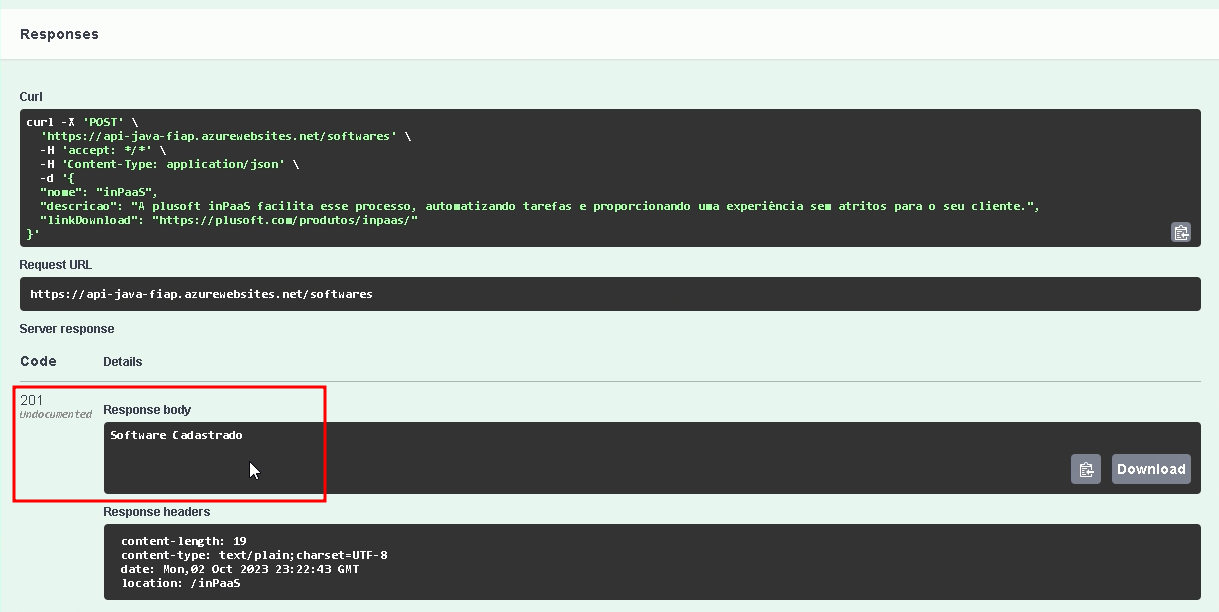 Responses
Curl
curl -X 'POST' \
'https://api-java-fiap.azurewebsites.net/softwares' \
-H 'accept: */*' \
-H 'Content-Type: application/json' \
-d '{
"nome": "inPaaS",
"descricao": "A plusoft inPaaS facilita esse processo, automatizando tarefas e proporcionando uma experiência sem atritos para o seu cliente.",
"linkDownload": "https://plusoft.com/produtos/inpaas/"
}'
Request URL
https://api-java-fiap.azurewebsites.net/softwares
Server response
Code Details
201
Undocumented
Response body
Software Cadastrado
Download
Response headers
content-length: 19
content-type: text/plain;charset=UTF-8
date: Mon,02 Oct 2023 23:22:43 GMT
location: /inPaaS